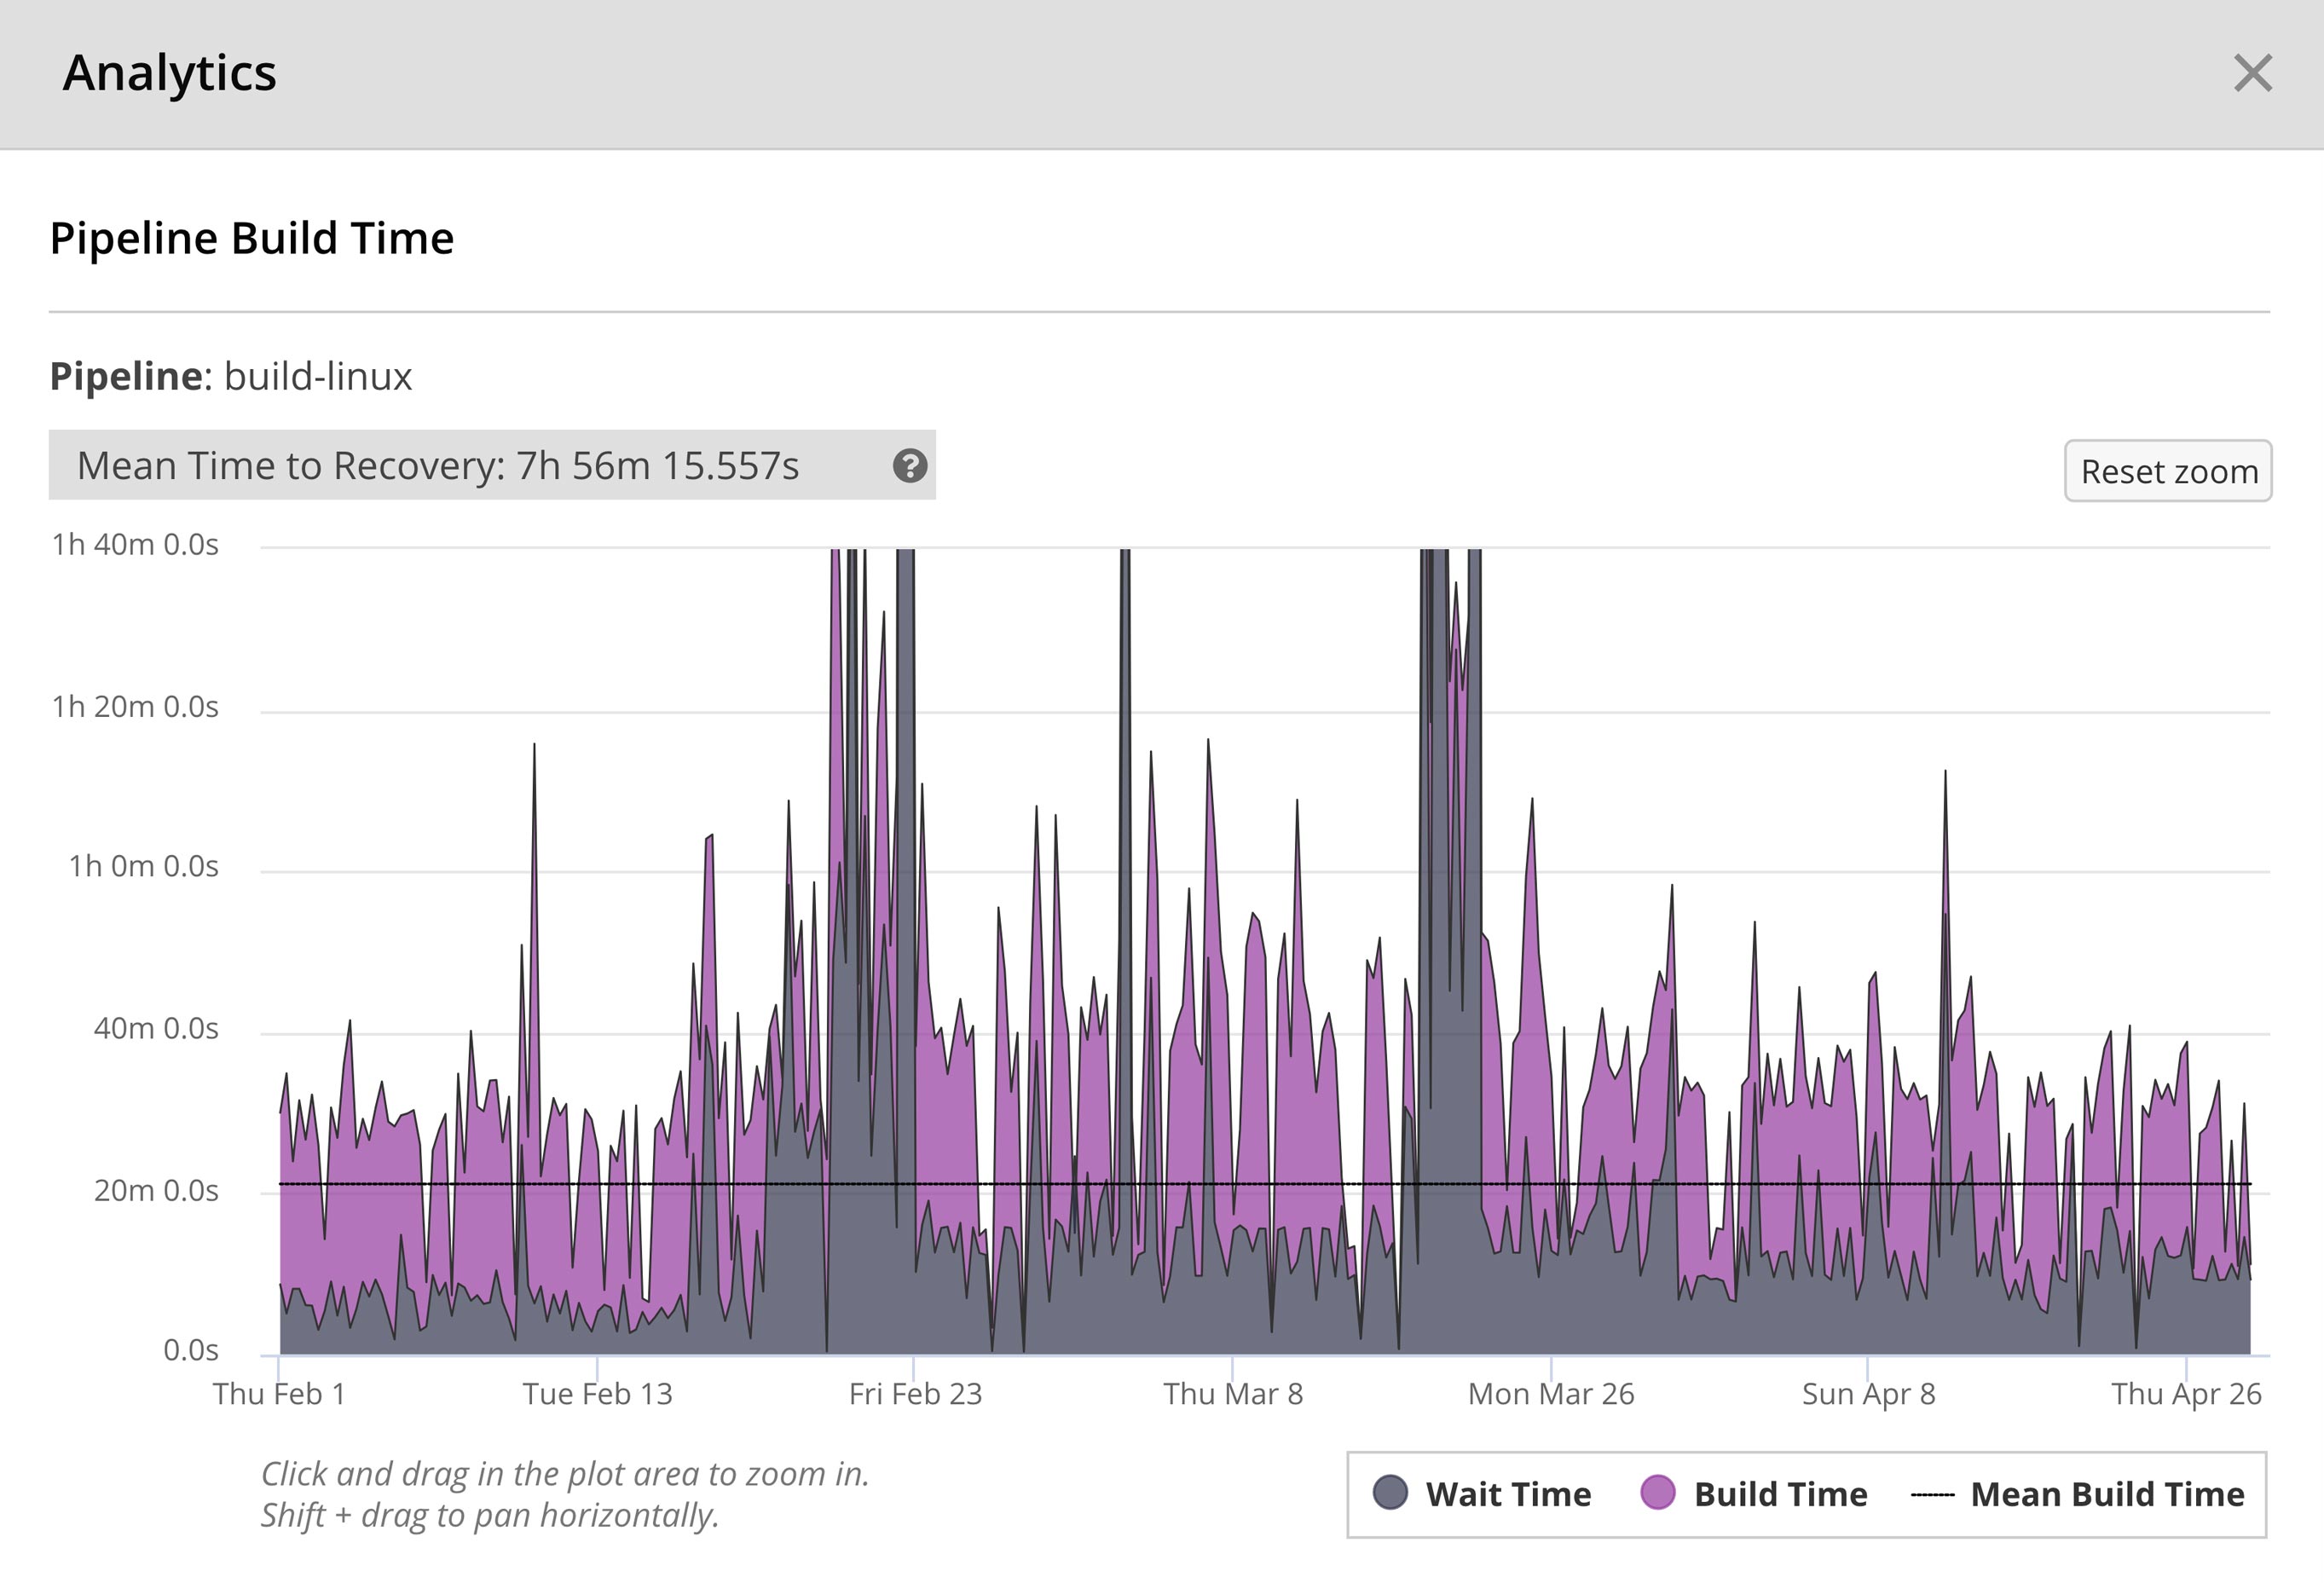 Analytics
Pipeline Build Time
Pipeline: build-linux
Mean Time to Recovery: 7h 56m 15.557s ?
Reset zoom
1h 40m 0.0s
1h 20m 0.0s
1h 0m 0.0s
40m 0.0s
20m 0.0s
0.0s
Thu Feb 1 Tue Feb 13 Fri Feb 23 Thu Mar 8 Mon Mar 26 Sun Apr 8 Thu Apr 26
Click and drag in the plot area to zoom in.
Shift + drag to pan horizontally.
Wait Time Build Time Mean Build Time